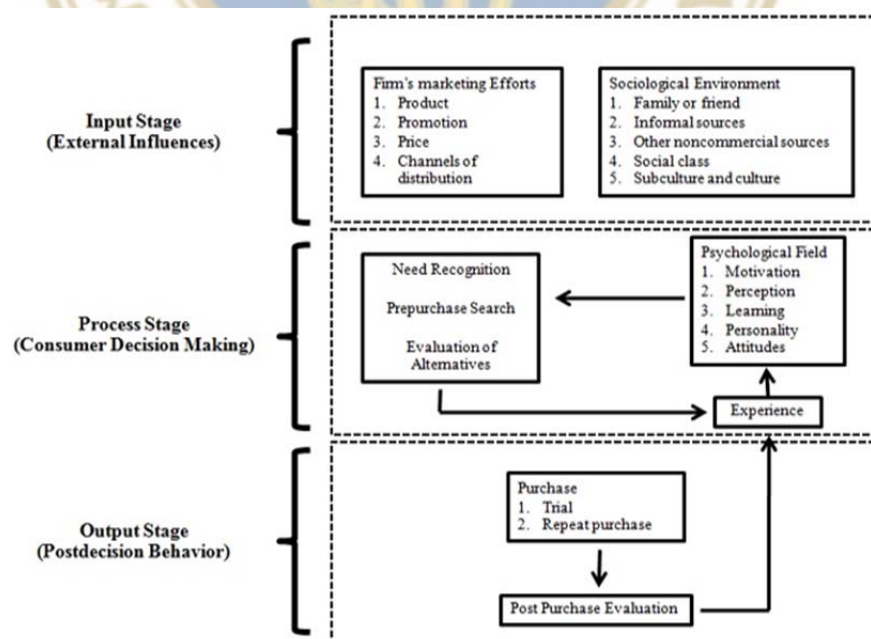 Input Stage
(External Influences)
Firm's marketing Efforts
1. Product
2. Promotion
3. Price
4. Channels of
distribution
Sociological Environment
1. Family or friend
2. Informal sources
3. Other noncommercial sources
4. Social class
5. Subculture and culture
Process Stage
(Consumer Decision Making)
Need Recognition
Prepurchase Search
Evaluation of
Alternatives
Psychological Field
1. Motivation
2. Perception
3. Learning
4. Personality
5. Attitudes
Experience
Output Stage
(Postdecision Behavior)
Purchase
1. Trial
2. Repeat purchase
Post Purchase Evaluation